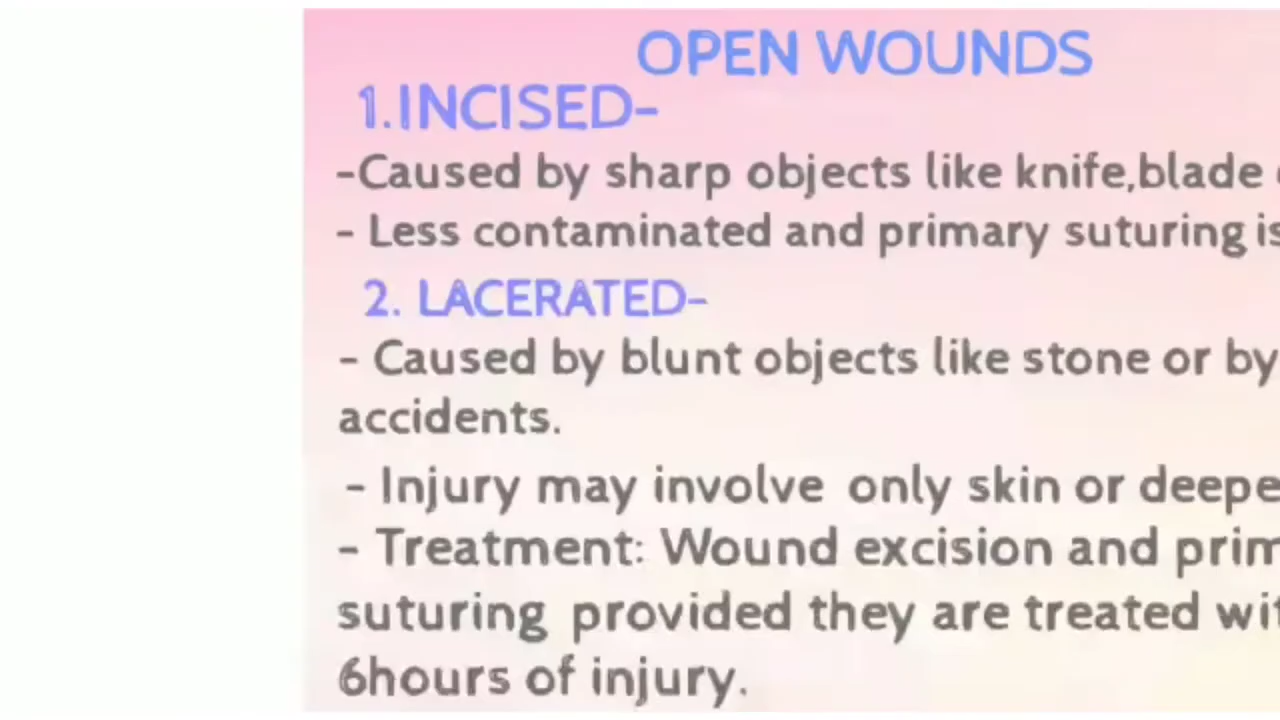 OPEN WOUNDS
1.INCISED-
-Caused by sharp objects like knife,blade
- Less contaminated and primary suturing is
2. LACERATED-
- Caused by blunt objects like stone or by
accidents.
- Injury may involve only skin or deepe
- Treatment: Wound excision and prim
suturing provided they are treated wit
6hours of injury.